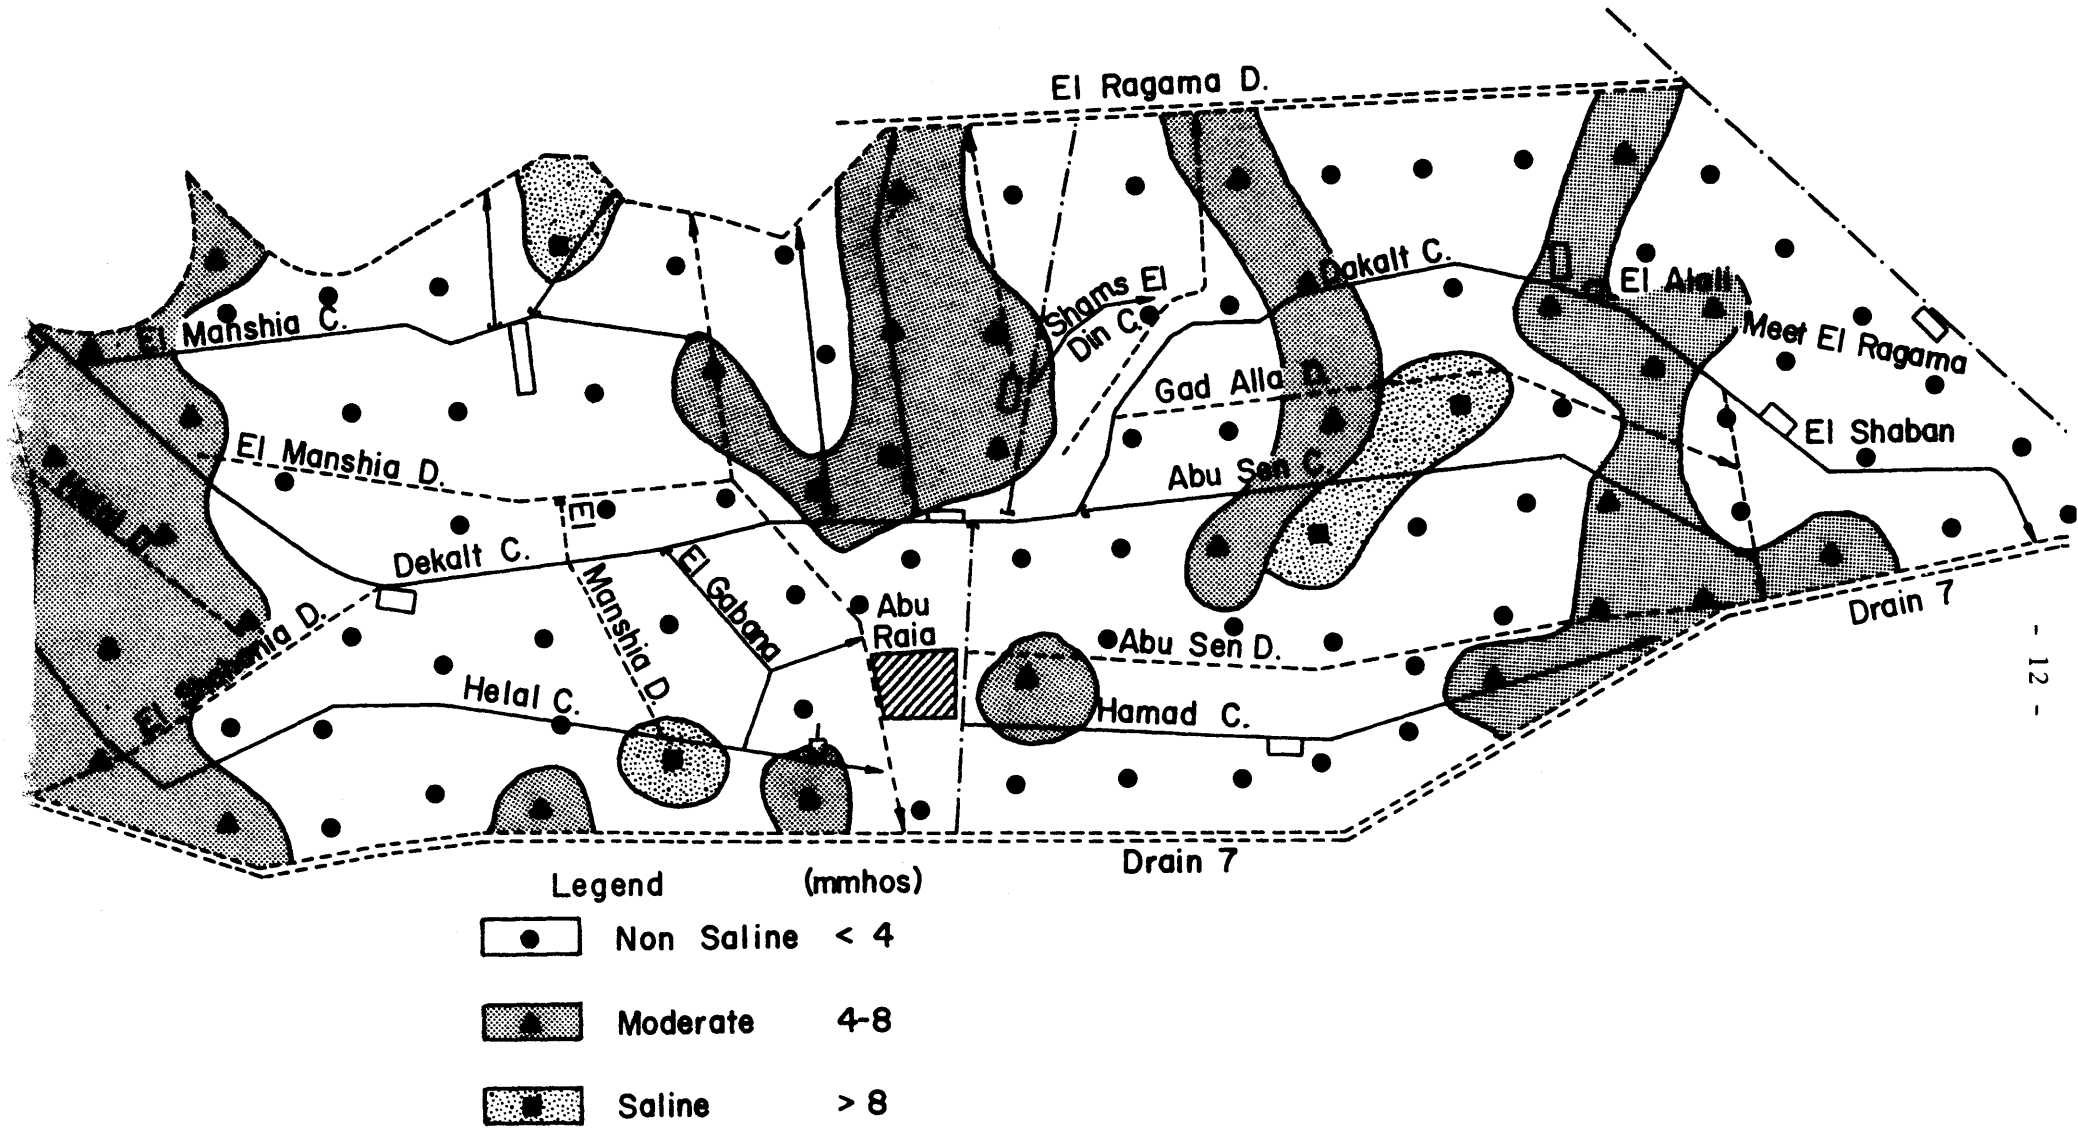 El Ragama D.
El Manshia C.
Shams El
Din C.
Dakalt C.
El Alali
Meet El Ragama
Gad Alla D.
El Shaban
El Manshia D.
Abu Sen C.
El
Manshia D.
Dekalt C.
El Gabana
Abu
Raia
Abu Sen D.
Drain 7
- 12 -
Helal C.
Hamad C.
Drain 7
Legend (mmhos)
Non Saline < 4
Moderate 4-8
Saline > 8